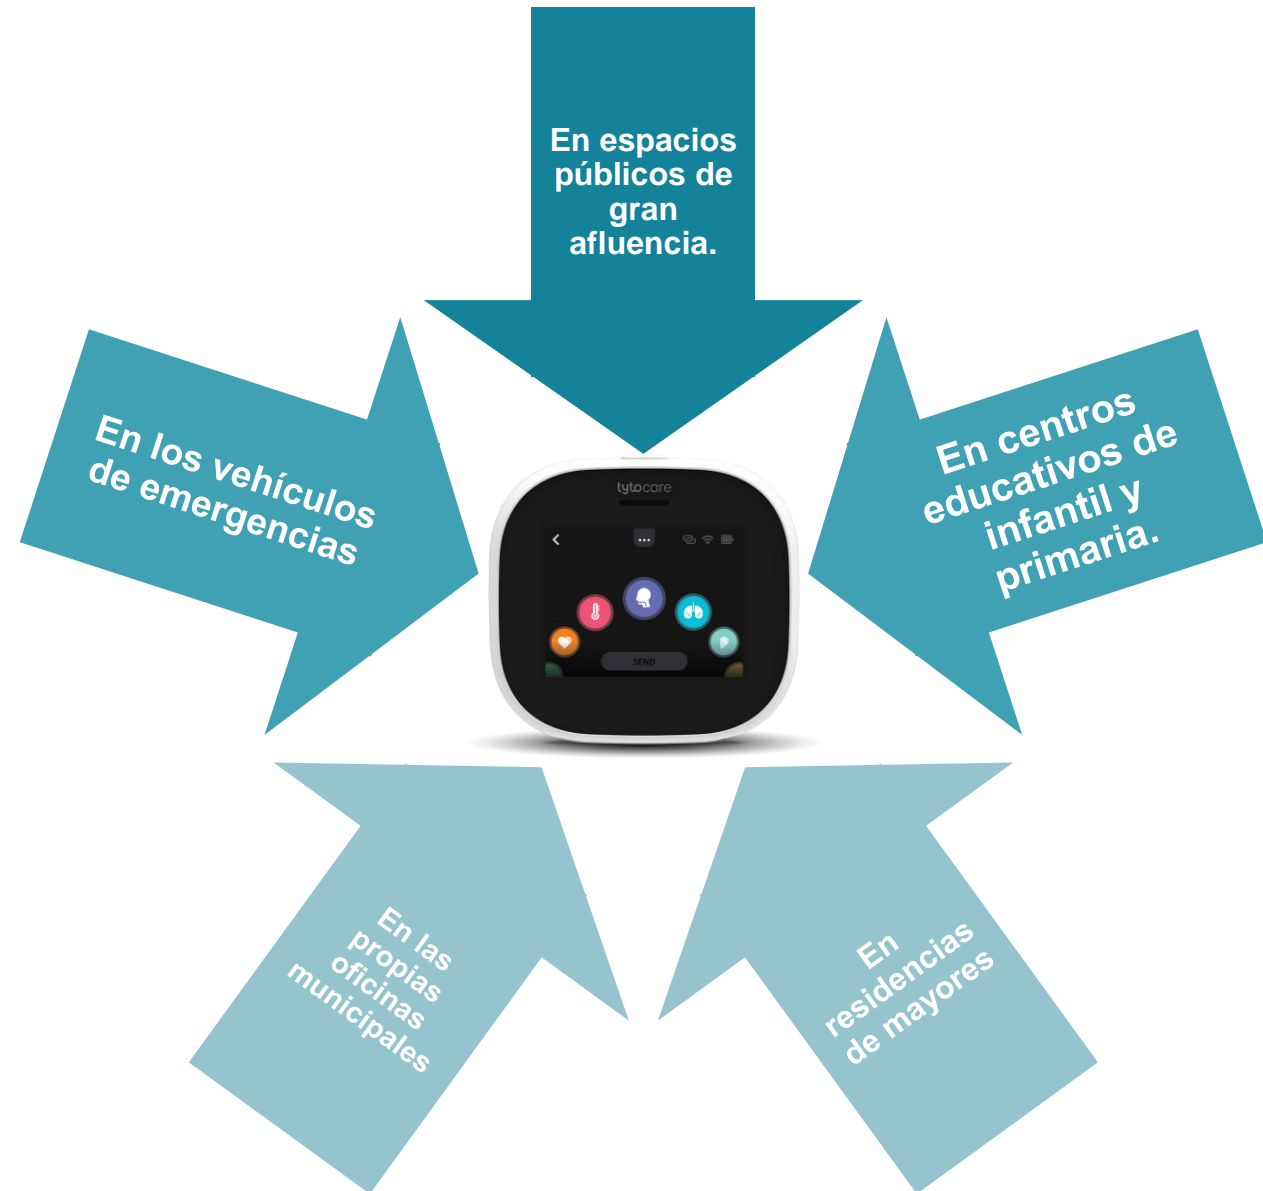 En espacios
públicos de
gran
afluencia.
En los vehículos
de emergencias
En centros
educativos de
infantil y
primaria.
tytocare
SEND
En las
propias
oficinas
municipales
En
residencias
de mayores